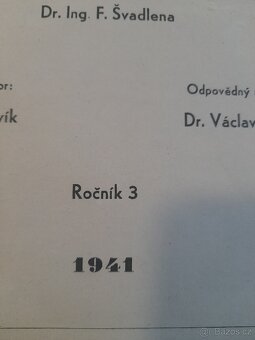 Dr. Ing. F. Švadlena
or:
Odpovědný
vík
Dr. Václav
Ročník 3
1941
© Bazos.cz